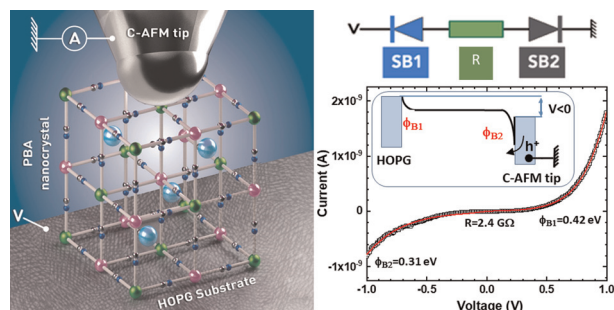 C-AFM tip
A
PBA
nanocrystal
V
HOPG Substrate
V
SB1
R
SB2
2x10⁻⁹
1x10⁻⁹
0
-1x10⁻⁹
Current (A)
ϕB1
HOPG
ϕB2
V<0
h⁺
C-AFM tip
R=2.4 GΩ
ϕB1=0.42 eV
ϕB2=0.31 eV
-1.0
-0.5
0.0
0.5
1.0
Voltage (V)